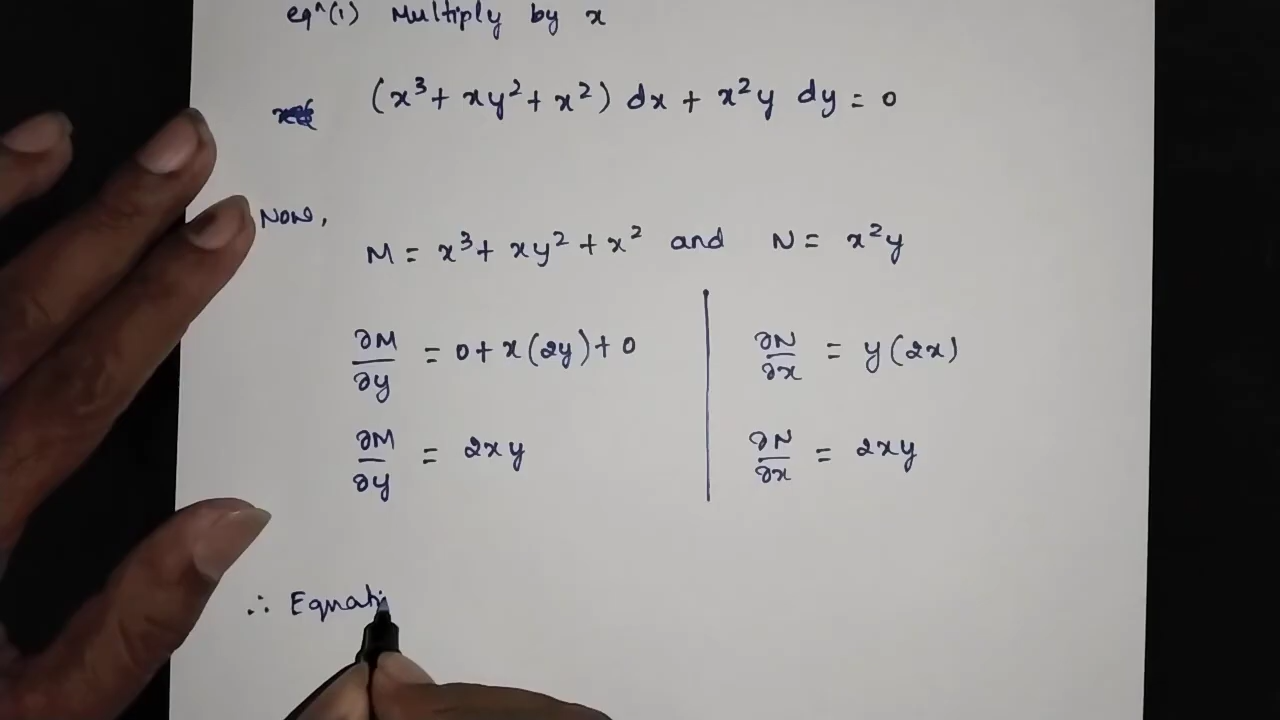 eqⁿ(1) Multiply by x
(x³ + xy² + x²) dx + x²y dy = 0
Now,
M = x³ + xy² + x² and N = x²y
∂M/∂y = 0 + x(2y) + 0
∂M/∂y = 2xy
∂N/∂x = y(2x)
∂N/∂x = 2xy
∴ Equati